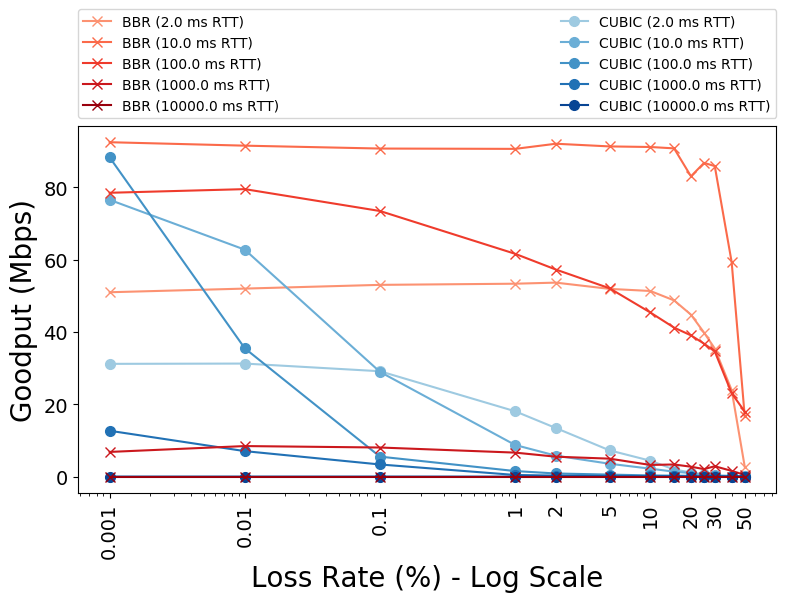 BBR (2.0 ms RTT)
BBR (10.0 ms RTT)
BBR (100.0 ms RTT)
BBR (1000.0 ms RTT)
BBR (10000.0 ms RTT)
CUBIC (2.0 ms RTT)
CUBIC (10.0 ms RTT)
CUBIC (100.0 ms RTT)
CUBIC (1000.0 ms RTT)
CUBIC (10000.0 ms RTT)
Goodput (Mbps)
80
60
40
20
0
0.001
0.01
0.1
1
2
5
10
20
30
50
Loss Rate (%) - Log Scale